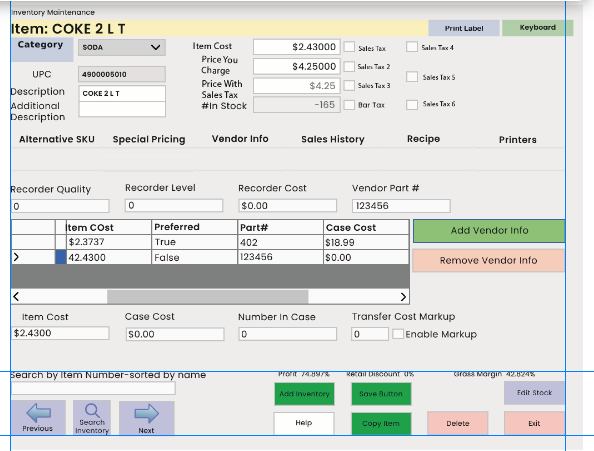 Inventory Maintenance
Item: COKE 2 L T
Print Label
Keyboard
Category
SODA
Item Cost
$2.43000
Sales Tax
Sales Tax 4
Price You
Charge
$4.25000
Sales Tax 2
UPC
4900005010
Price With
Sales Tax
$4.25
Sales Tax 3
Sales Tax 5
Description
COKE 2 L T
#In Stock
-165
Bar Tax
Sales Tax 6
Additional
Description
Alternative SKU
Special Pricing
Vendor Info
Sales History
Recipe
Printers
Recorder Quality
Recorder Level
Recorder Cost
Vendor Part #
0
0
$0.00
123456
Item COst
Preferred
Part#
Case Cost
$2.3737
True
402
$18.99
42.4300
False
123456
$0.00
Add Vendor Info
Remove Vendor Info
Item Cost
Case Cost
Number In Case
Transfer Cost Markup
$2.4300
$0.00
0
0
Enable Markup
Search by Item Number-sorted by name
Profit 74.897%
Retail Discount 0%
Gross Margin 42.824%
Add Inventory
Save Button
Edit Stock
Previous
Search
Inventory
Next
Help
Copy Item
Delete
Exit